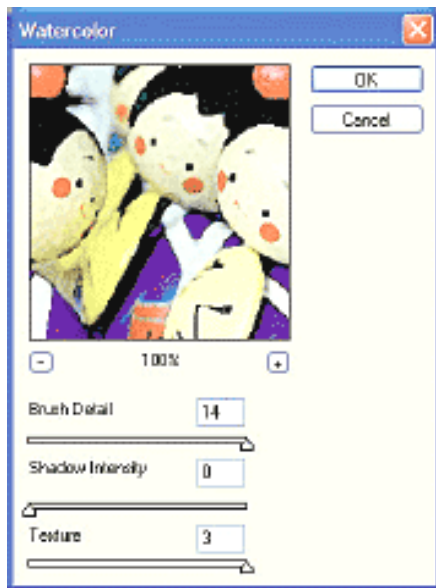 Watercolor
OK
Cancel
- 100% +
Brush Detail 14
Shadow Intensity 0
Texture 3